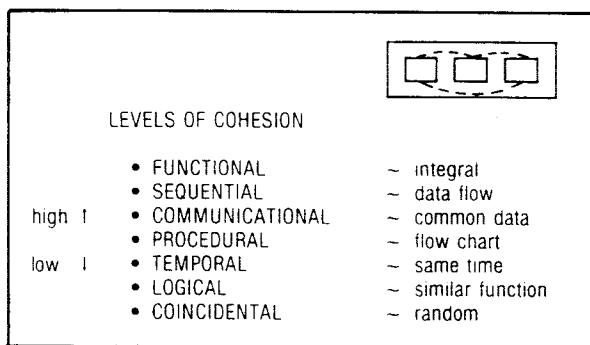 LEVELS OF COHESION
• FUNCTIONAL ~ integral
• SEQUENTIAL ~ data flow
high ↑ • COMMUNICATIONAL ~ common data
• PROCEDURAL ~ flow chart
low ↓ • TEMPORAL ~ same time
• LOGICAL ~ similar function
• COINCIDENTAL ~ random